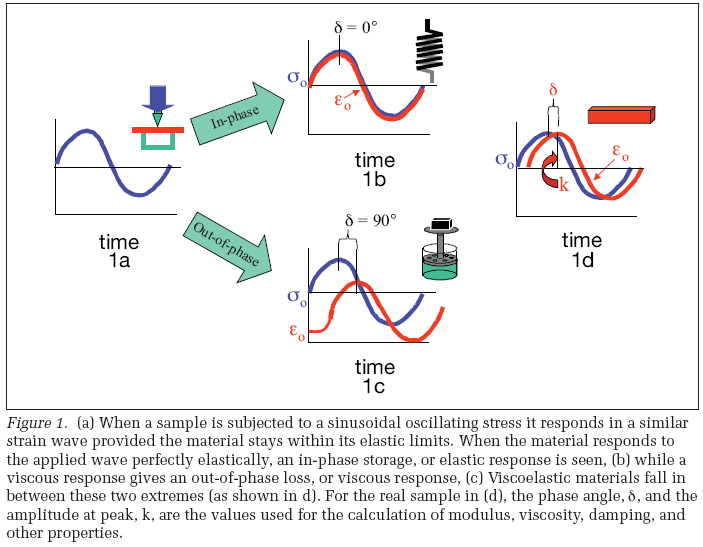 δ = 0°
σo
εo
In-phase
time
1b
time
1a
δ
σo
εo
k
time
1d
Out-of-phase
δ = 90°
σo
εo
time
1c
Figure 1. (a) When a sample is subjected to a sinusoidal oscillating stress it responds in a similar
strain wave provided the material stays within its elastic limits. When the material responds to
the applied wave perfectly elastically, an in-phase storage, or elastic response is seen, (b) while a
viscous response gives an out-of-phase loss, or viscous response, (c) Viscoelastic materials fall in
between these two extremes (as shown in d). For the real sample in (d), the phase angle, δ, and the
amplitude at peak, k, are the values used for the calculation of modulus, viscosity, damping, and
other properties.